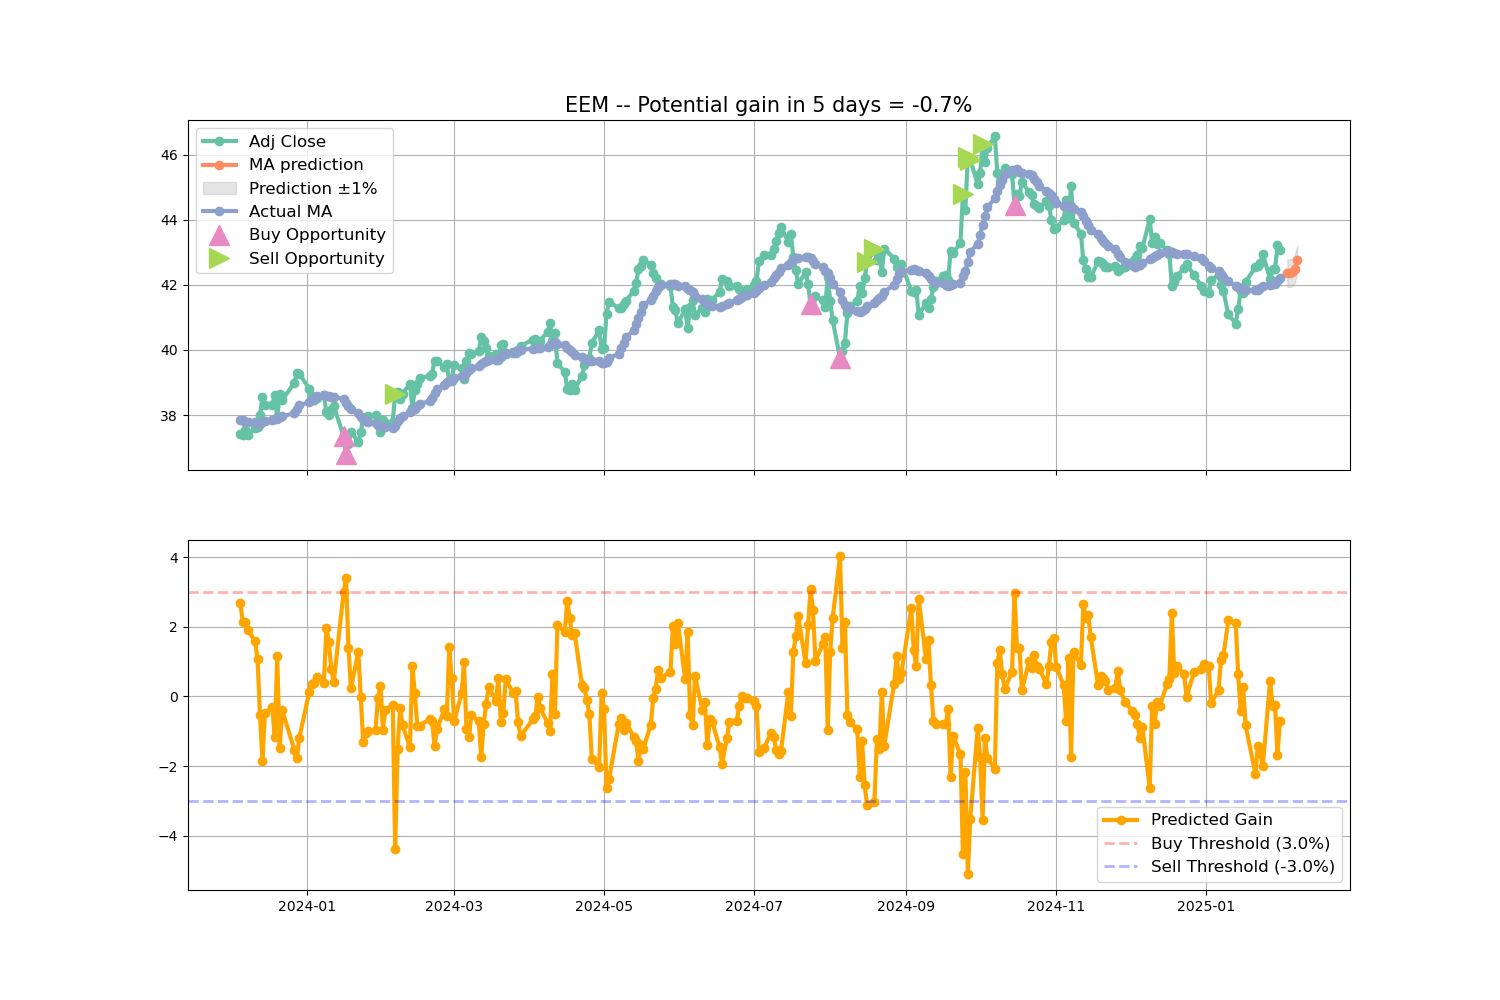 EEM -- Potential gain in 5 days = -0.7%
Adj Close
MA prediction
Prediction ±1%
Actual MA
Buy Opportunity
Sell Opportunity
46
44
42
40
38
4
2
0
−2
−4
Predicted Gain
Buy Threshold (3.0%)
Sell Threshold (-3.0%)
2024-01 2024-03 2024-05 2024-07 2024-09 2024-11 2025-01